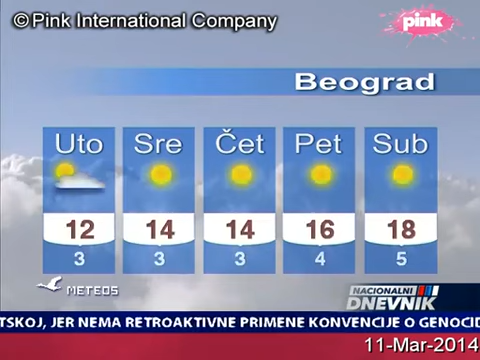 ©Pink International Company
pink
Beograd
Uto Sre Čet Pet Sub
12 14 14 16 18
3 3 3 4 5
METEOS
NACIONALNI
DNEVNIK
TSKOJ, JER NEMA RETROAKTIVNE PRIMENE KONVENCIJE O GENOCID
11-Mar-2014